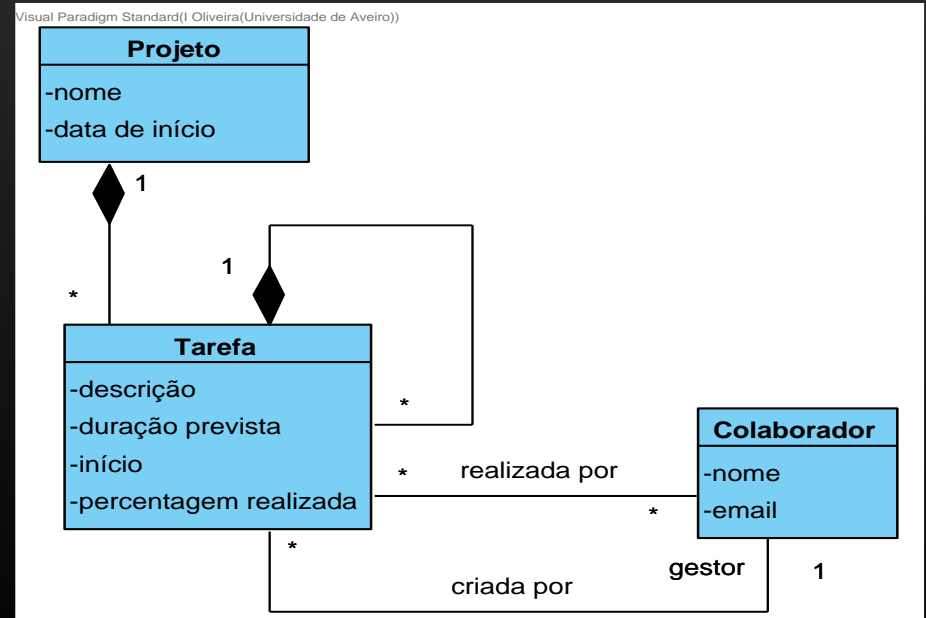 Visual Paradigm Standard(I Oliveira(Universidade de Aveiro))
Projeto
-nome
-data de início
1
*
1
*
Tarefa
-descrição
-duração prevista
-início
-percentagem realizada
* realizada por *
Colaborador
-nome
-email
* criada por gestor 1